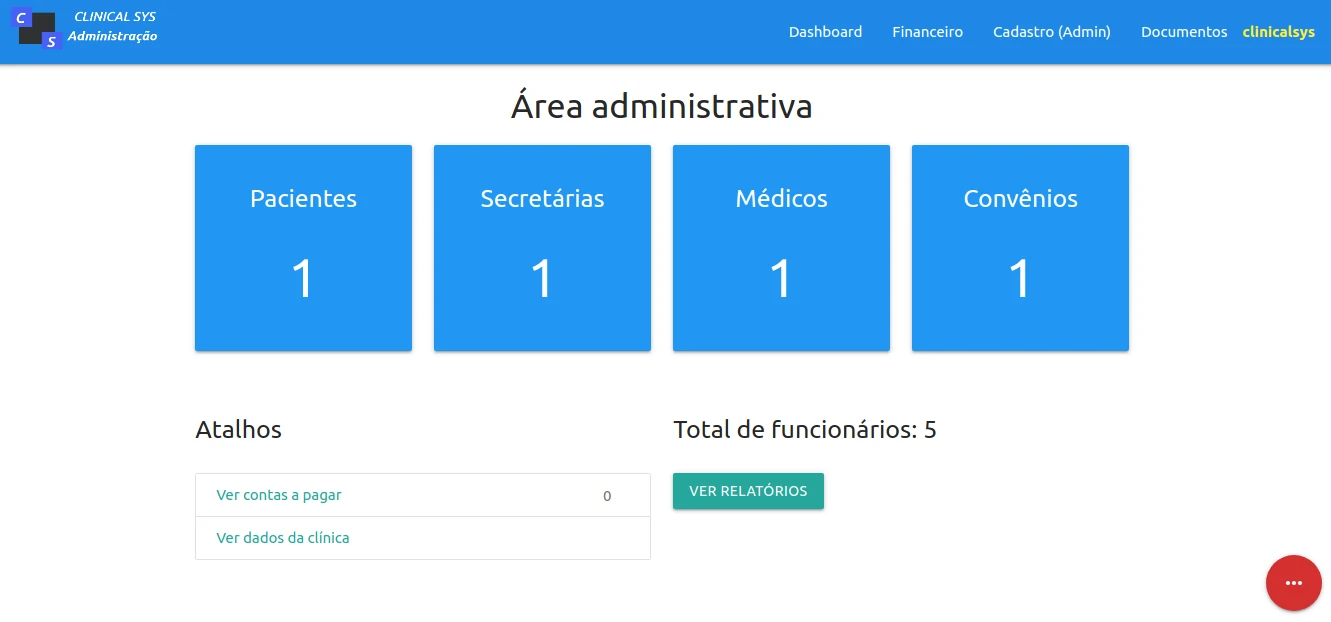 C
S
CLINICAL SYS
Administração
Dashboard Financeiro Cadastro (Admin) Documentos clinicalsys
Área administrativa
Pacientes Secretárias Médicos Convênios
1 1 1 1
Atalhos
Total de funcionários: 5
Ver contas a pagar 0
VER RELATÓRIOS
Ver dados da clínica